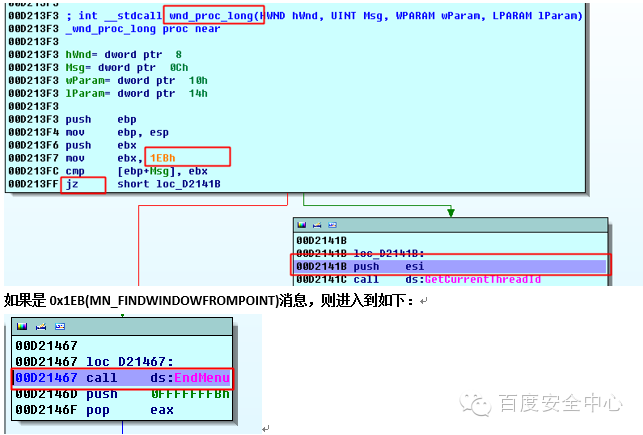 00D213F3
00D213F3 ; int __stdcall wnd_proc_long(HWND hWnd, UINT Msg, WPARAM wParam, LPARAM lParam)
00D213F3 _wnd_proc_long proc near
00D213F3
00D213F3 hWnd= dword ptr  8
00D213F3 Msg= dword ptr  0Ch
00D213F3 wParam= dword ptr  10h
00D213F3 lParam= dword ptr  14h
00D213F3
00D213F3 push    ebp
00D213F4 mov     ebp, esp
00D213F6 push    ebx
00D213F7 mov     ebx, 1EBh
00D213FC cmp     [ebp+Msg], ebx
00D213FF jz      short loc_D2141B
00D2141B
00D2141B loc_D2141B:
00D2141B push    esi
00D2141C call    ds:GetCurrentThreadId
如果是 0x1EB(MN_FINDWINDOWFROMPOINT)消息，则进入到如下：
00D21467
00D21467 loc_D21467:
00D21467 call    ds:EndMenu
00D2146D push    0FFFFFFFBh
00D2146F pop     eax
百度安全中心